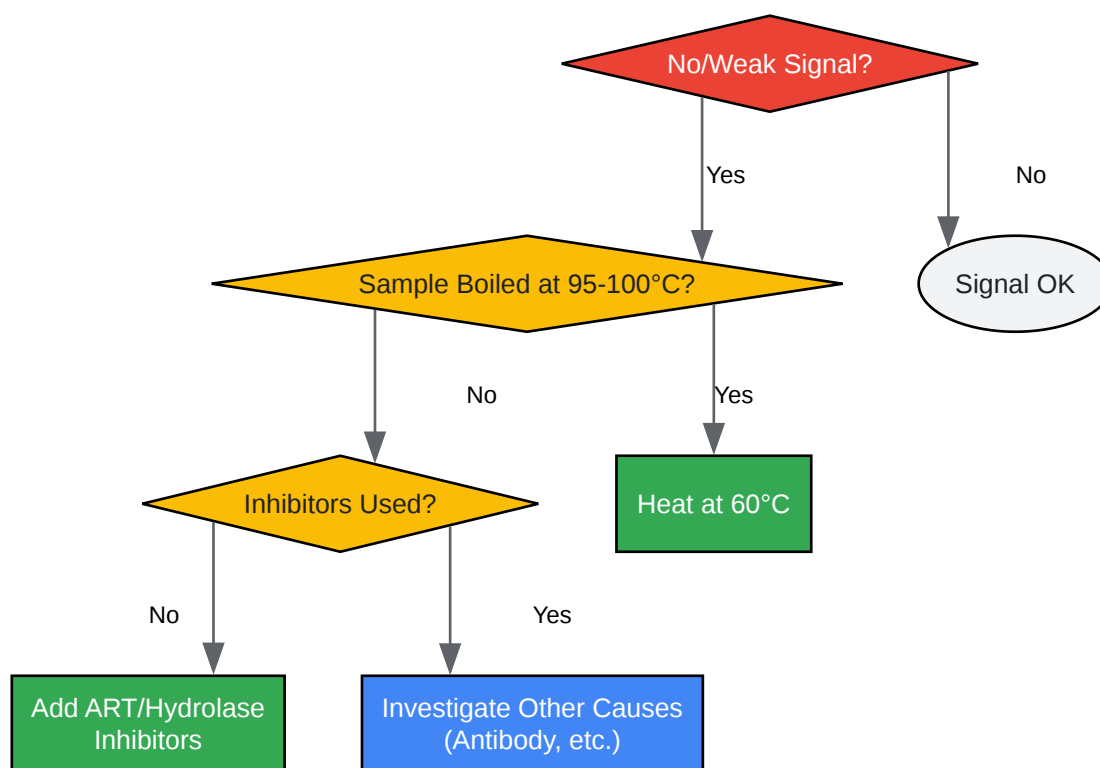 No/Weak Signal?
Yes
No
Sample Boiled at 95-100°C?
Signal OK
No
Yes
Inhibitors Used?
Heat at 60°C
No
Yes
Add ART/Hydrolase
Inhibitors
Investigate Other Causes
(Antibody, etc.)